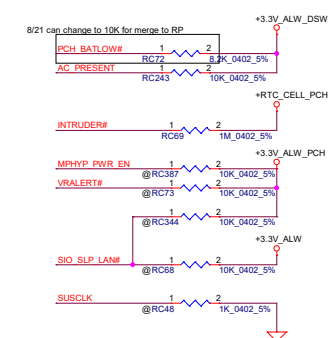 +3.3V_ALW_DSW
8/21 can change to 10K for merge to RP
PCH_BATLOW# 1 2
RC72 8.2K_0402_5%
AC_PRESENT 1 2
RC243 10K_0402_5%
+RTC_CELL_PCH
INTRUDER# 1 2
RC69 1M_0402_5%
+3.3V_ALW_PCH
MPHYP_PWR_EN 1 2
@RC387 10K_0402_5%
VRALERT# 1 2
@RC73 10K_0402_5%
1 2
@RC344 10K_0402_5%
+3.3V_ALW
SIO_SLP_LAN# 1 2
@RC68 10K_0402_5%
SUSCLK 1 2
@RC48 1K_0402_5%